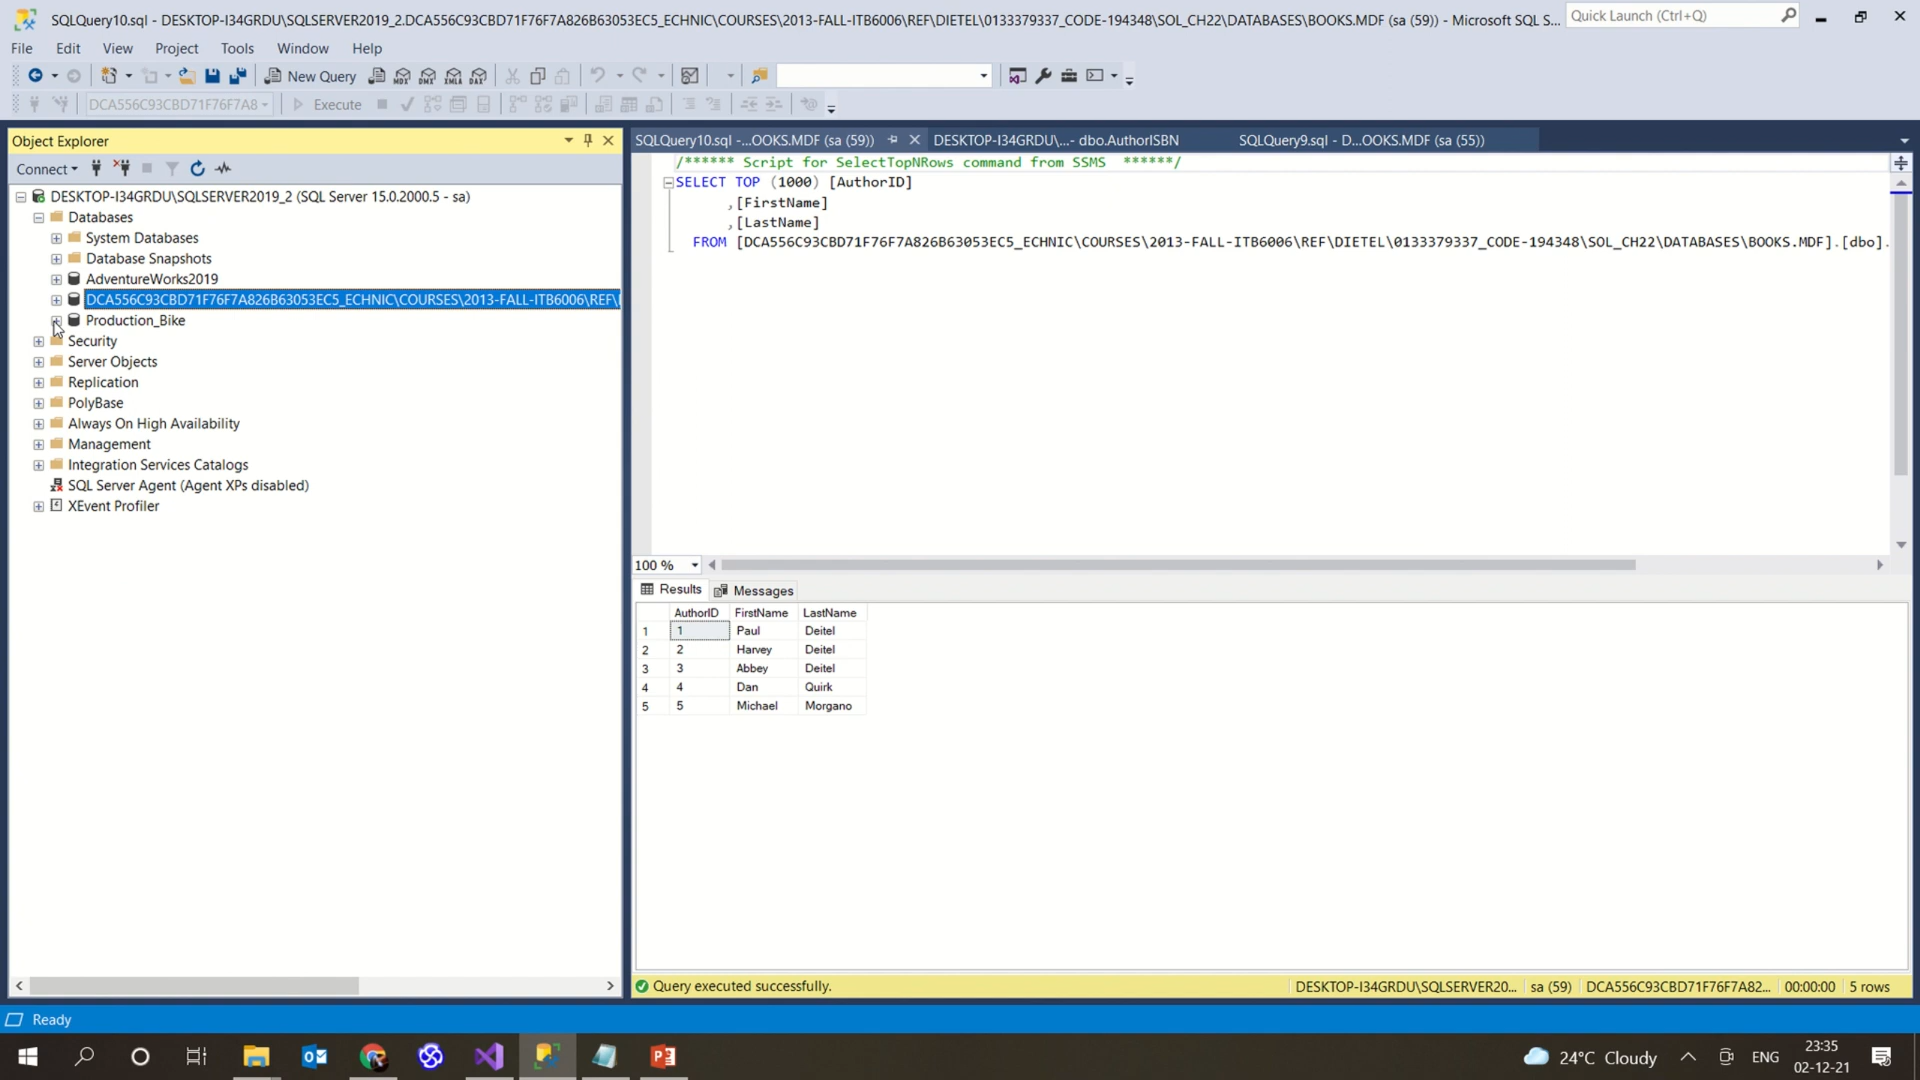 SQLQuery10.sql - DESKTOP-I34GRDU\SQLSERVER2019_2.DCA556C93CBD71F76F7A826B63053EC5_ECHNIC\COURSES\2013-FALL-ITB6006\REF\DIETEL\0133379337_CODE-194348\SOL_CH22\DATABASES\BOOKS.MDF (sa (59)) - Microsoft SQL S...
Quick Launch (Ctrl+Q)
File Edit View Project Tools Window Help
New Query MDX DMX XMLA DAX
DCA556C93CBD71F76F7A8 Execute
Object Explorer
Connect
DESKTOP-I34GRDU\SQLSERVER2019_2 (SQL Server 15.0.2000.5 - sa)
Databases
System Databases
Database Snapshots
AdventureWorks2019
DCA556C93CBD71F76F7A826B63053EC5_ECHNIC\COURSES\2013-FALL-ITB6006\REF\
Production_Bike
Security
Server Objects
Replication
PolyBase
Always On High Availability
Management
Integration Services Catalogs
SQL Server Agent (Agent XPs disabled)
XEvent Profiler
SQLQuery10.sql -...OOKS.MDF (sa (59)) DESKTOP-I34GRDU\...- dbo.AuthorISBN SQLQuery9.sql - D...OOKS.MDF (sa (55))
/****** Script for SelectTopNRows command from SSMS ******/
SELECT TOP (1000) [AuthorID]
,[FirstName]
,[LastName]
FROM [DCA556C93CBD71F76F7A826B63053EC5_ECHNIC\COURSES\2013-FALL-ITB6006\REF\DIETEL\0133379337_CODE-194348\SOL_CH22\DATABASES\BOOKS.MDF].[dbo].
100 %
Results Messages
AuthorID FirstName LastName
1 1 Paul Deitel
2 2 Harvey Deitel
3 3 Abbey Deitel
4 4 Dan Quirk
5 5 Michael Morgano
Query executed successfully.
DESKTOP-I34GRDU\SQLSERVER20... sa (59) DCA556C93CBD71F76F7A82... 00:00:00 5 rows
Ready
24°C Cloudy ENG
23:35
02-12-21